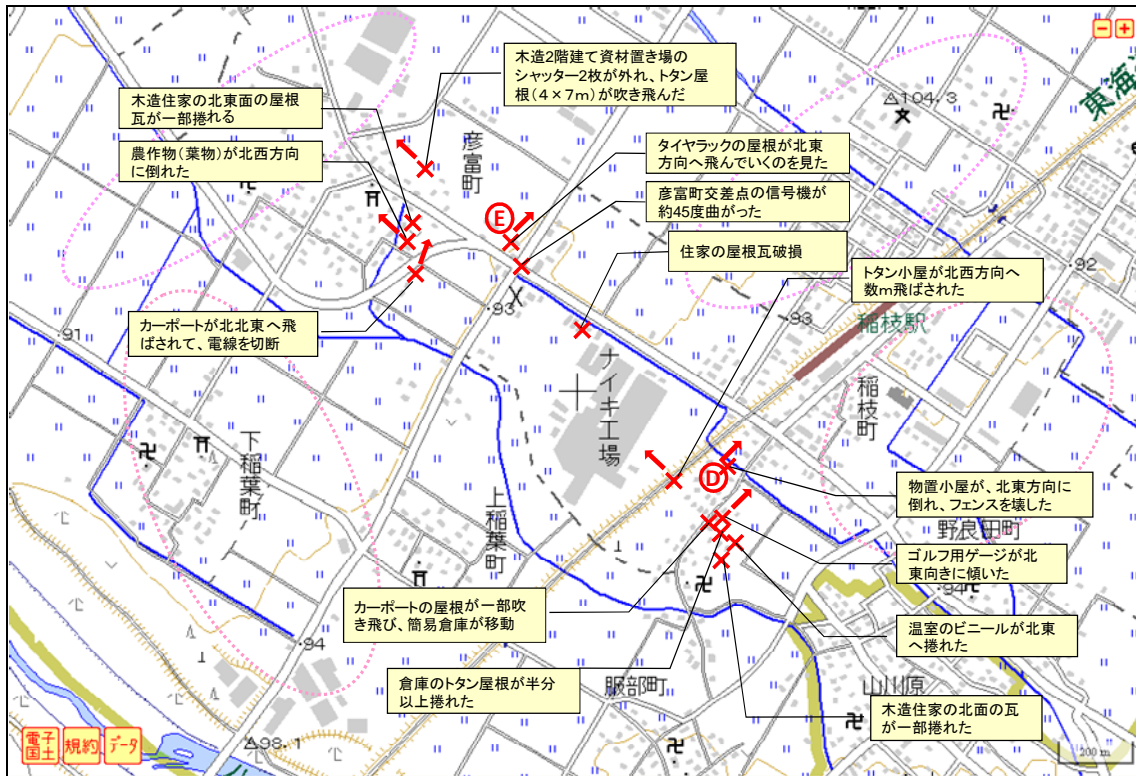 木造2階建て資材置き場の
シャッター2枚が外れ、トタン屋
根(4×7m)が吹き飛んだ
木造住家の北東面の屋根
瓦が一部捲れる
農作物(葉物)が北西方向
に倒れた
タイヤラックの屋根が北東
方向へ飛んでいくのを見た
彦富町交差点の信号機が
約45度曲がった
住家の屋根瓦破損
トタン小屋が北西方向へ
数m飛ばされた
カーポートが北北東へ飛
ばされて、電線を切断
物置小屋が、北東方向に
倒れ、フェンスを壊した
ゴルフ用ゲージが北
東向きに傾いた
カーポートの屋根が一部吹
き飛び、簡易倉庫が移動
温室のビニールが北東
へ捲れた
倉庫のトタン屋根が半分
以上捲れた
木造住家の北面の瓦
が一部捲れた
E
D
彦富町
東海
104.3
92
93
93
91
稲枝駅
稲枝町
ナイキ工場
下稲葉町
上稲葉町
野良田町
94
94
服部町
山川原
98.1
電子
国土
規約
データ
200 m